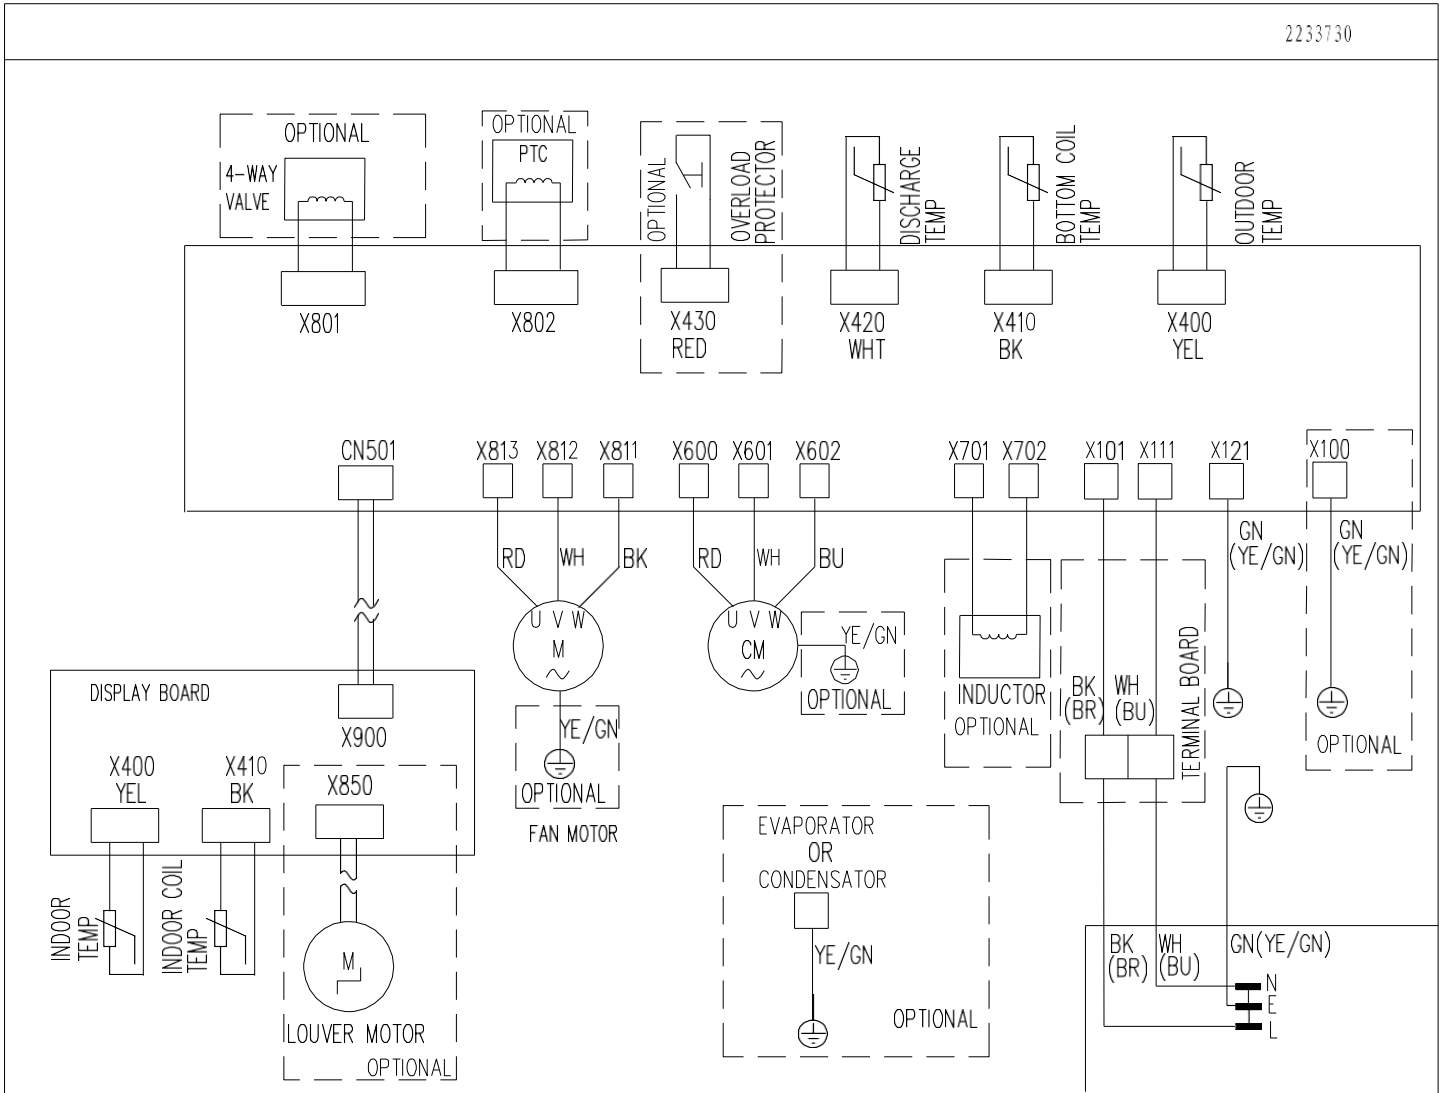 2233730
OPTIONAL
4-WAY
VALVE
X801
OPTIONAL
PTC
X802
OPTIONAL
OVERLOAD
PROTECTOR
X430
RED
DISCHARGE
TEMP
X420
WHT
BOTTOM COIL
TEMP
X410
BK
OUTDOOR
TEMP
X400
YEL
CN501
X813
X812
X811
X600
X601
X602
X701
X702
X101
X111
X121
X100
RD
WH
BK
RD
WH
BU
GN
(YE/GN)
GN
(YE/GN)
U V W
M
YE/GN
OPTIONAL
FAN MOTOR
U V W
CM
YE/GN
OPTIONAL
INDUCTOR
OPTIONAL
BK
(BR)
WH
(BU)
TERMINAL BOARD
OPTIONAL
DISPLAY BOARD
X900
X400
YEL
X410
BK
X850
INDOOR
TEMP
INDOOR COIL
TEMP
M
LOUVER MOTOR
OPTIONAL
EVAPORATOR
OR
CONDENSATOR
YE/GN
OPTIONAL
BK
(BR)
WH
(BU)
GN(YE/GN)
N
E
L